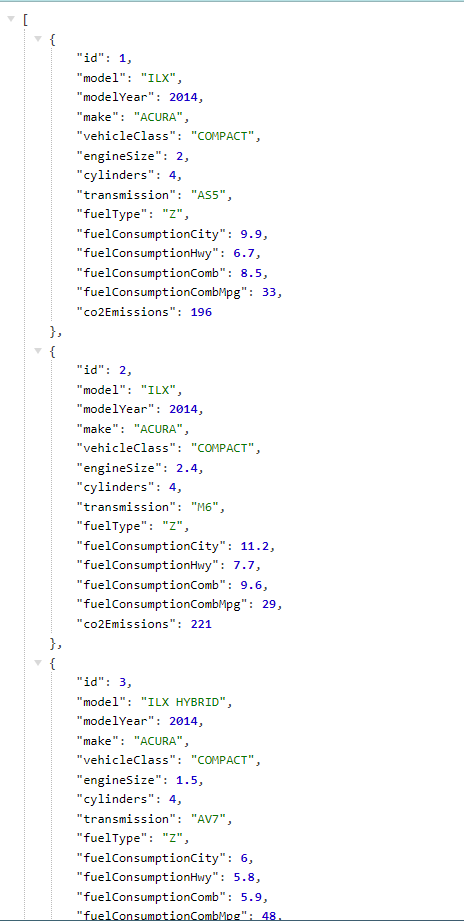 [
{
"id": 1,
"model": "ILX",
"modelYear": 2014,
"make": "ACURA",
"vehicleClass": "COMPACT",
"engineSize": 2,
"cylinders": 4,
"transmission": "AS5",
"fuelType": "Z",
"fuelConsumptionCity": 9.9,
"fuelConsumptionHwy": 6.7,
"fuelConsumptionComb": 8.5,
"fuelConsumptionCombMpg": 33,
"co2Emissions": 196
},
{
"id": 2,
"model": "ILX",
"modelYear": 2014,
"make": "ACURA",
"vehicleClass": "COMPACT",
"engineSize": 2.4,
"cylinders": 4,
"transmission": "M6",
"fuelType": "Z",
"fuelConsumptionCity": 11.2,
"fuelConsumptionHwy": 7.7,
"fuelConsumptionComb": 9.6,
"fuelConsumptionCombMpg": 29,
"co2Emissions": 221
},
{
"id": 3,
"model": "ILX HYBRID",
"modelYear": 2014,
"make": "ACURA",
"vehicleClass": "COMPACT",
"engineSize": 1.5,
"cylinders": 4,
"transmission": "AV7",
"fuelType": "Z",
"fuelConsumptionCity": 6,
"fuelConsumptionHwy": 5.8,
"fuelConsumptionComb": 5.9,
"fuelConsumptionCombMpg": 48,